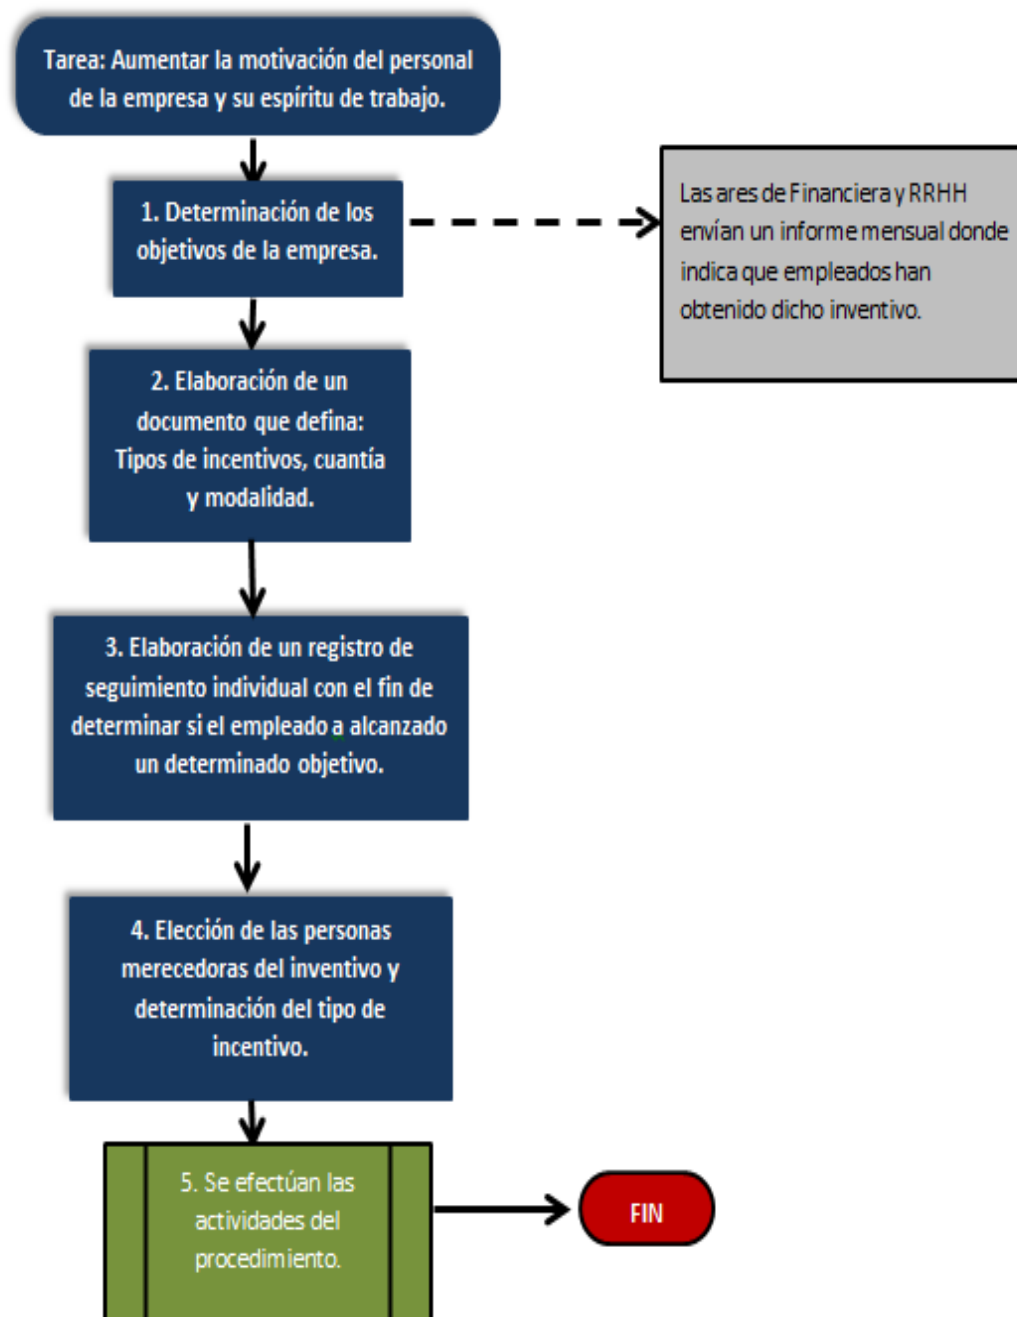 Tarea: Aumentar la motivación del personal
de la empresa y su espíritu de trabajo.
1. Determinación de los
objetivos de la empresa.
Las ares de Financiera y RRHH
envían un informe mensual donde
indica que empleados han
obtenido dicho inventivo.
2. Elaboración de un
documento que defina:
Tipos de incentivos, cuantía
y modalidad.
3. Elaboración de un registro de
seguimiento individual con el fin de
determinar si el empleado a alcanzado
un determinado objetivo.
4. Elección de las personas
merecedoras del inventivo y
determinación del tipo de
incentivo.
5. Se efectúan las
actividades del
procedimiento.
FIN